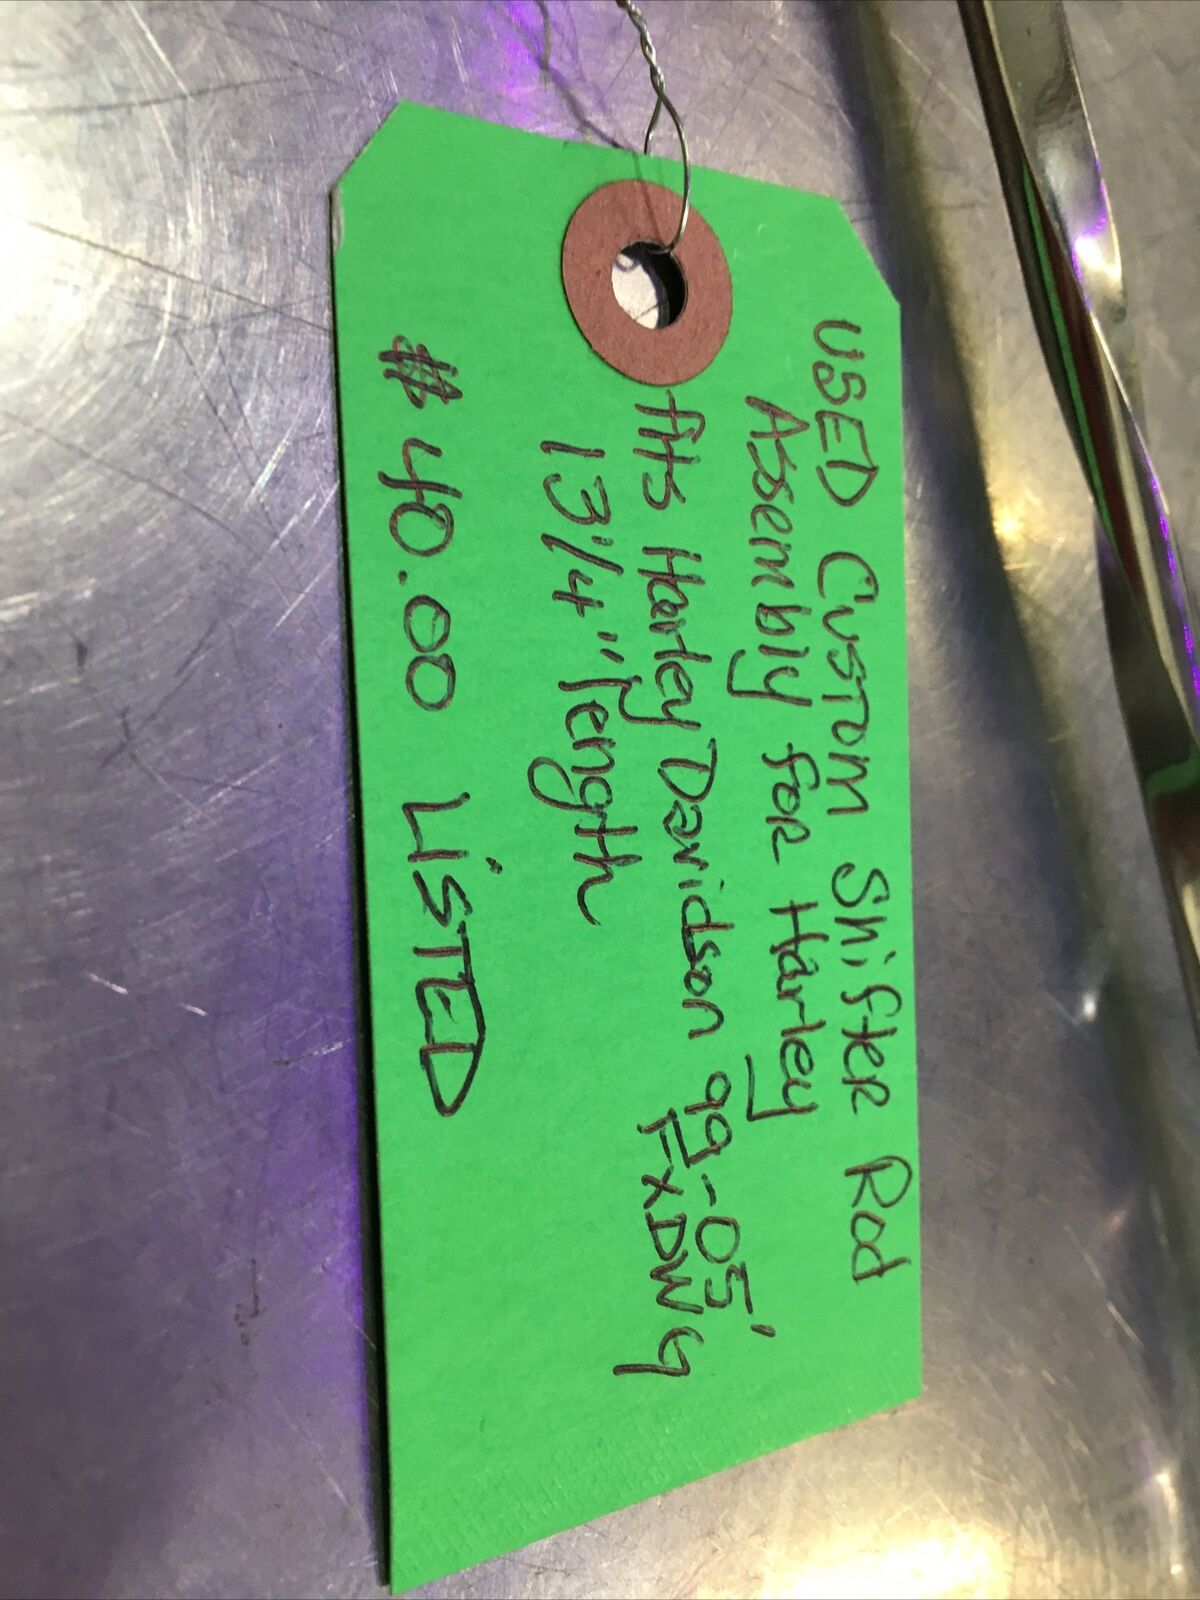 USED CUSTOM Shifter Rod
Assembly for Harley
fits Harley Davidson 99-05'
FXDWG
13 1/4" length
$ 40.00 LiSTED